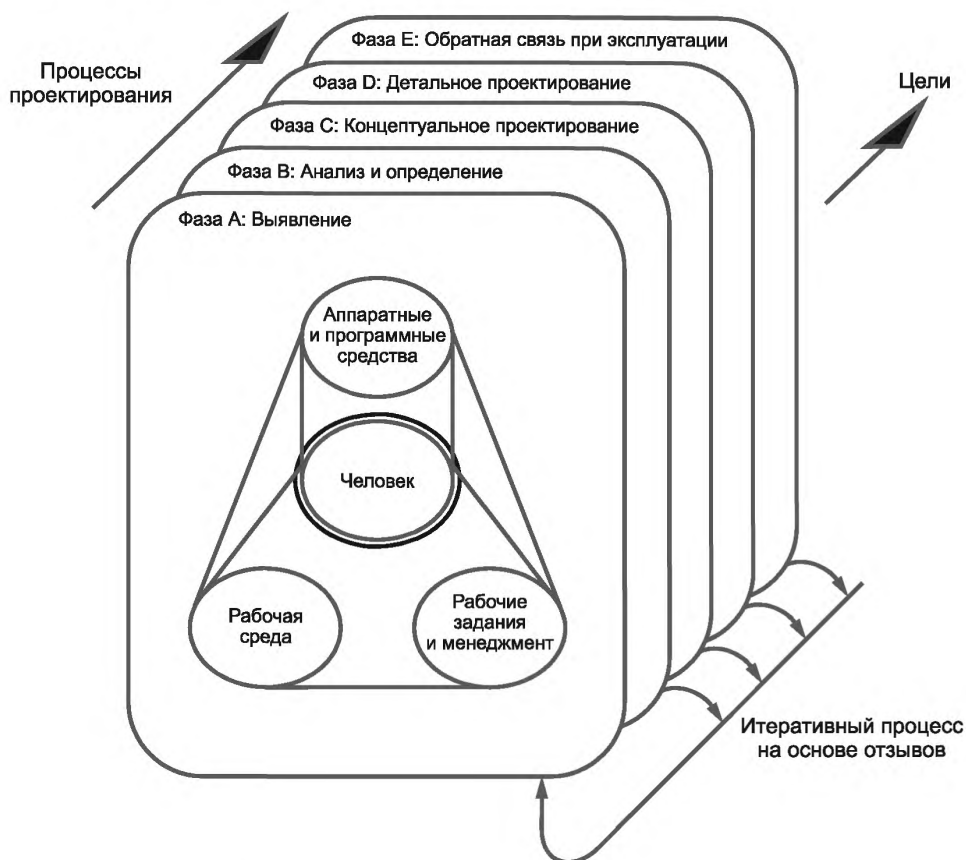 Фаза E: Обратная связь при эксплуатации
Процессы
проектирования
Фаза D: Детальное проектирование
Цели
Фаза C: Концептуальное проектирование
Фаза B: Анализ и определение
Фаза A: Выявление
Аппаратные
и программные
средства
Человек
Рабочая
среда
Рабочие
задания
и менеджмент
Итеративный процесс
на основе отзывов